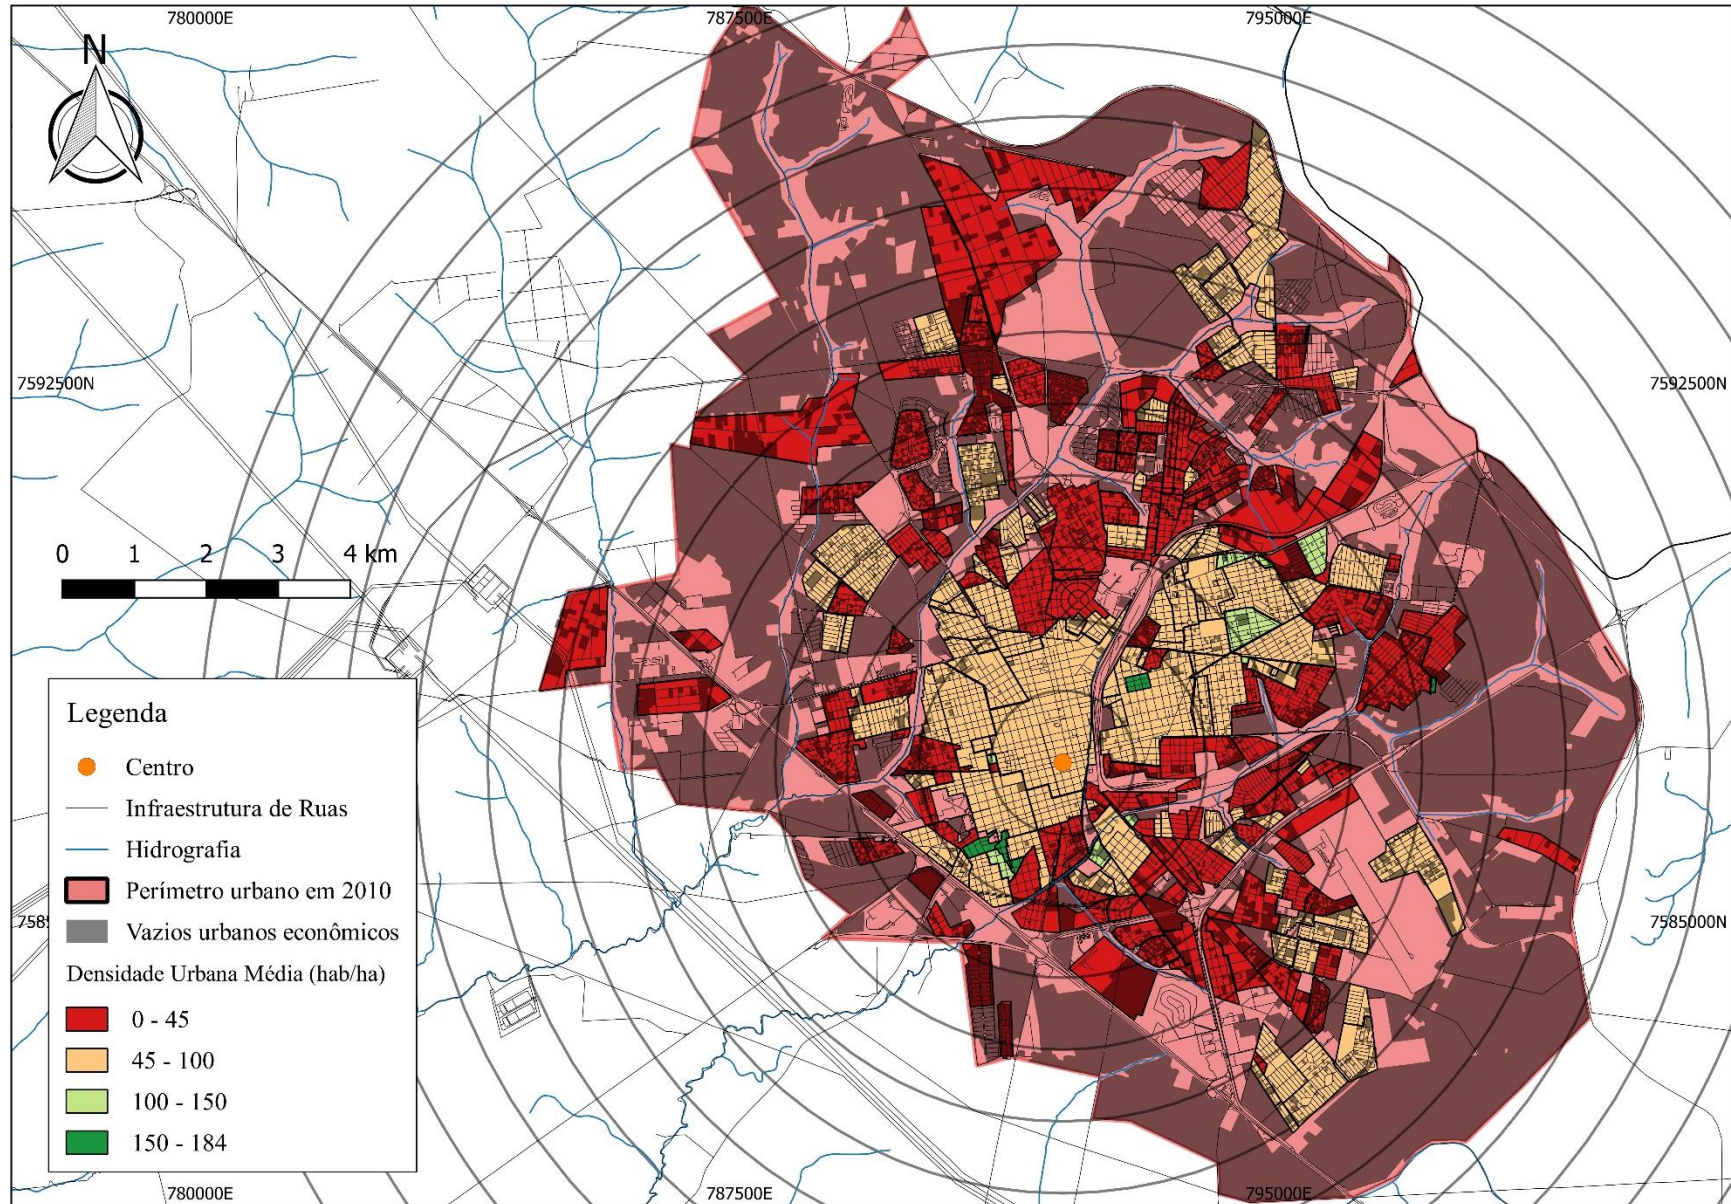 780000E 787500E 795000E
N
7592500N 7592500N
0 1 2 3 4 km
Legenda
Centro
Infraestrutura de Ruas
Hidrografia
Perímetro urbano em 2010
Vazios urbanos econômicos
Densidade Urbana Média (hab/ha)
0 - 45
45 - 100
100 - 150
150 - 184
758
7585000N
780000E 787500E 795000E